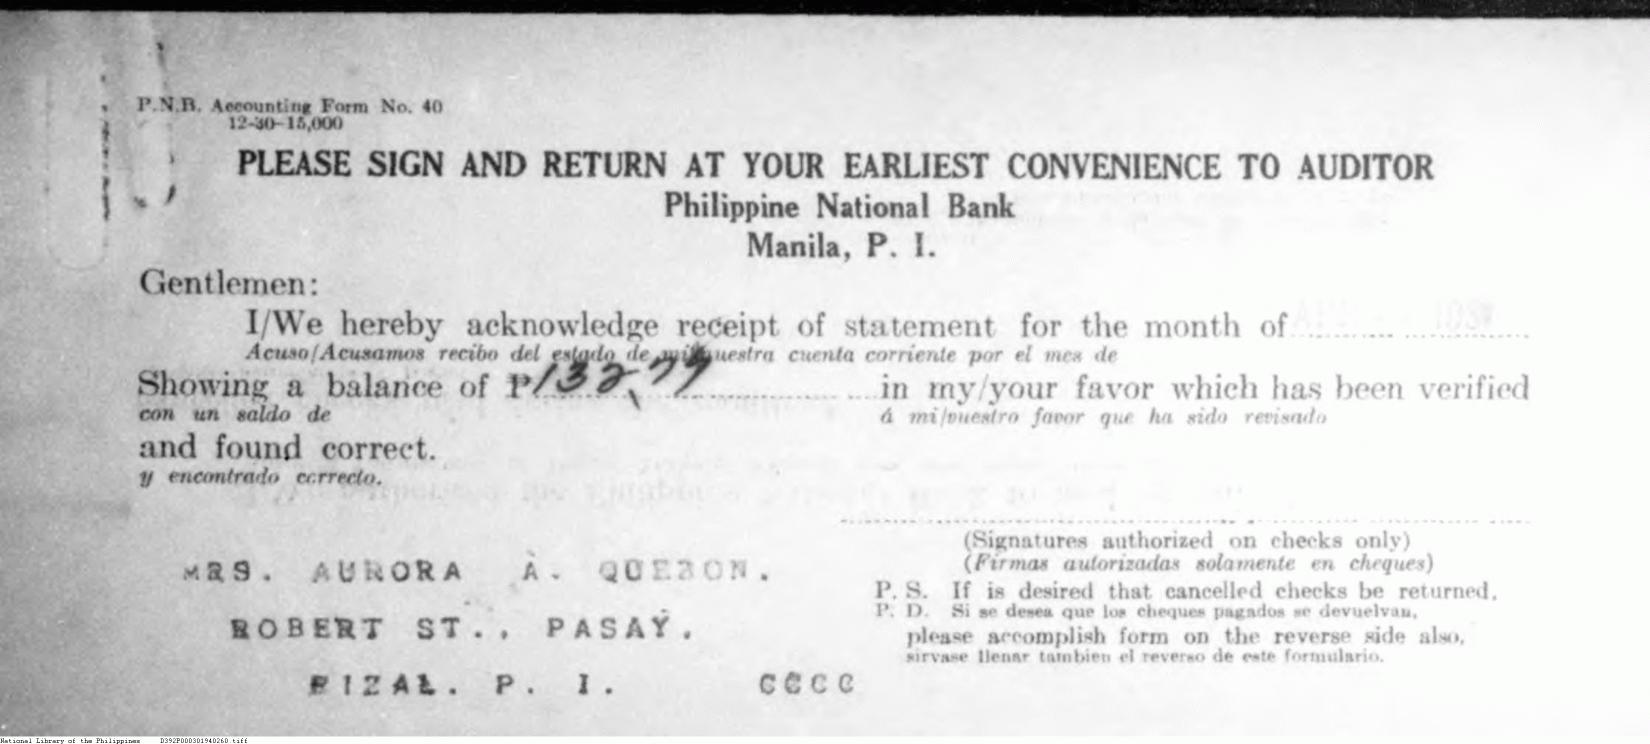 P.N.B. Accounting Form No. 40
12-30-15,000
PLEASE SIGN AND RETURN AT YOUR EARLIEST CONVENIENCE TO AUDITOR
Philippine National Bank
Manila, P. I.
Gentlemen:
I/We hereby acknowledge receipt of statement for the month of
Acuso/Acusamos recibo del estado de mi/nuestra cuenta corriente por el mes de
Showing a balance of P132.79 in my/your favor which has been verified
con un saldo de á mi/vuestro favor que ha sido revisado
and found correct.
y encontrado correcto.
(Signatures authorized on checks only)
(Firmas autorizadas solamente en cheques)
MRS. AURORA A. QUEZON.
ROBERT ST., PASAY,
RIZAL. P. I. CCCC
P. S. If is desired that cancelled checks be returned,
P. D. Si se desea que los cheques pagados se devuelvan,
please accomplish form on the reverse side also,
sirvase llenar tambien el reverso de este formulario.
National Library of the Philippines D392P000301940260.tiff